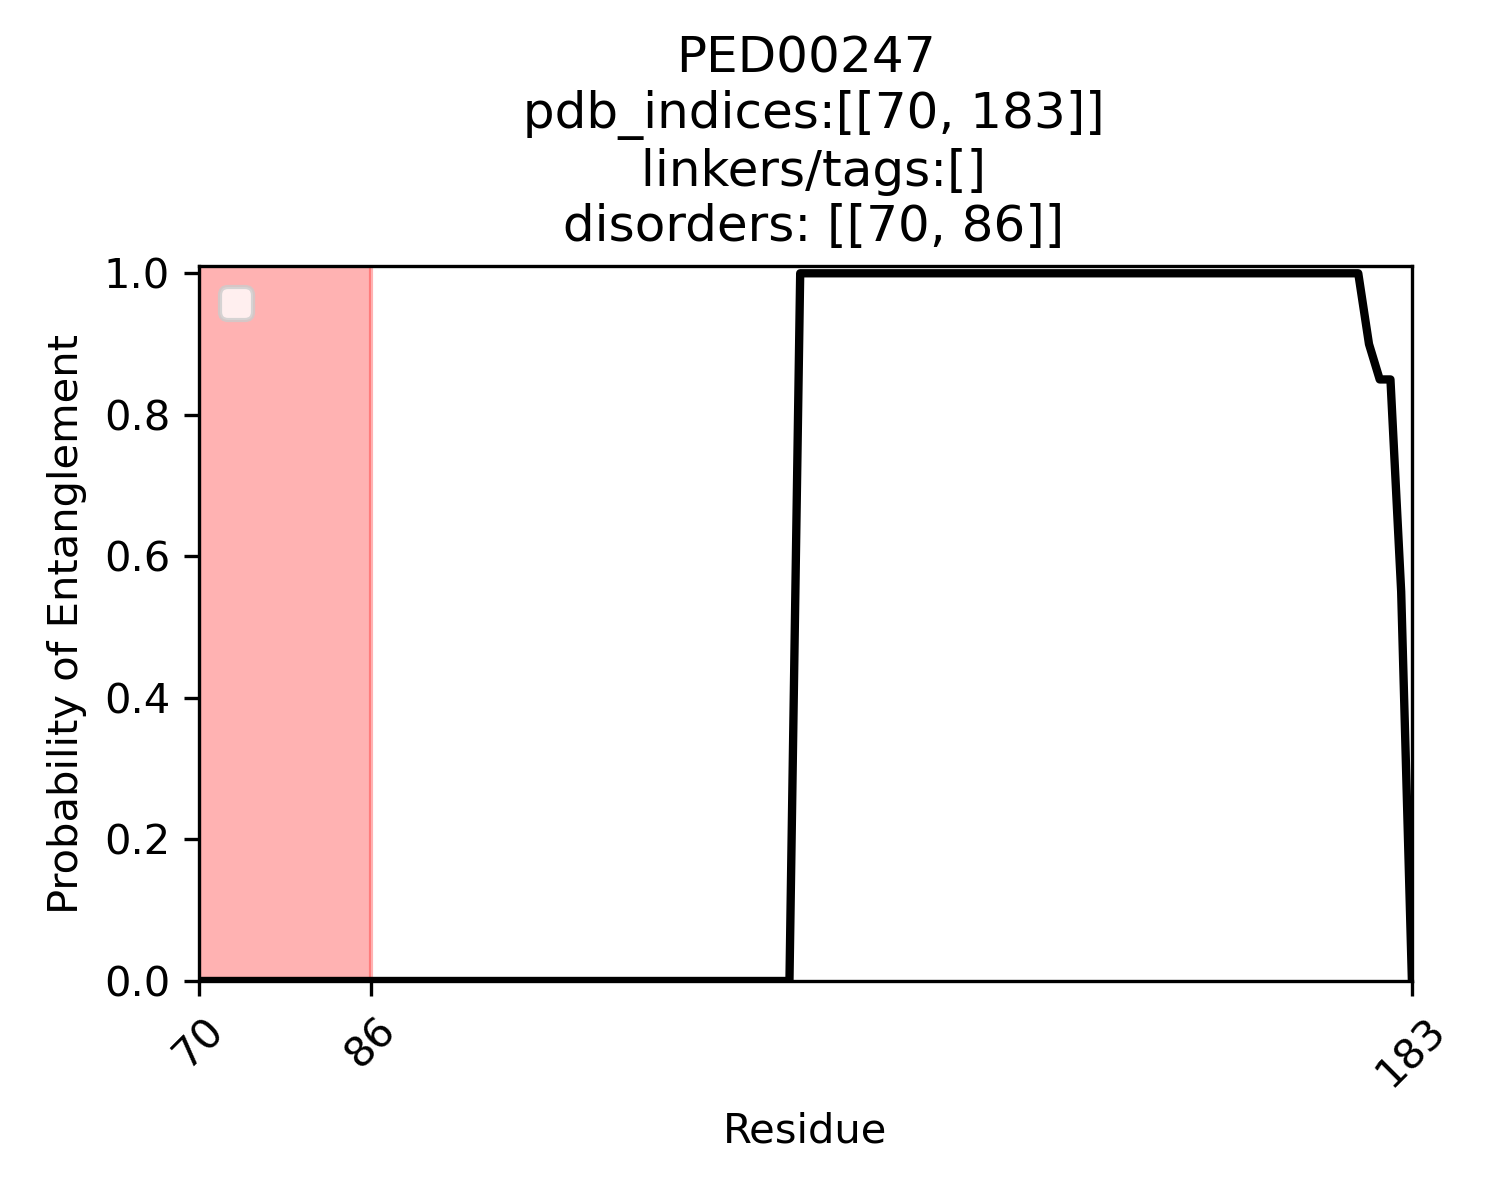 PED00247
pdb_indices:[[70, 183]]
linkers/tags:[]
disorders: [[70, 86]]
1.0
0.8
0.6
0.4
0.2
0.0
Probability of Entanglement
70
86
183
Residue